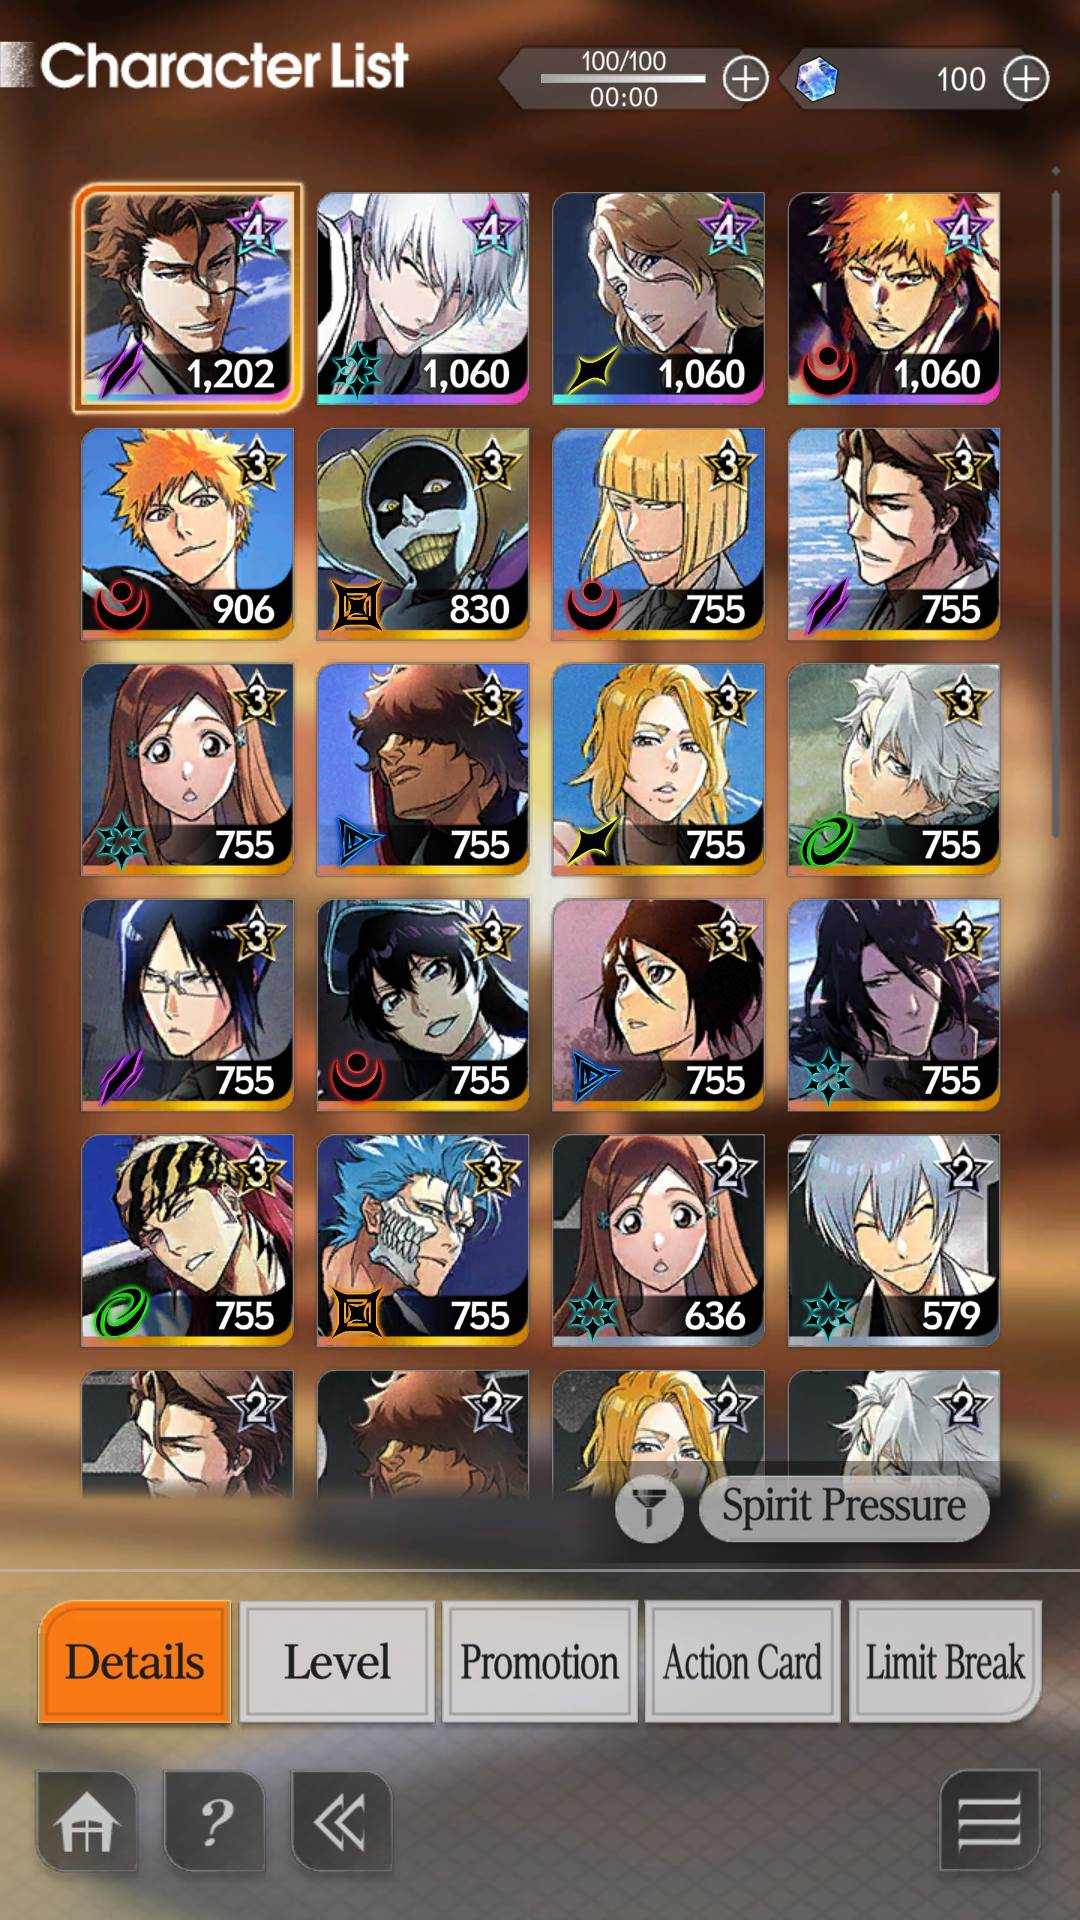 Character List
100/100
00:00
100
4 4 4 4
1,202 1,060 1,060 1,060
3 3 3 3
906 830 755 755
3 3 3 3
755 755 755 755
3 3 3 3
755 755 755 755
3 3 2 2
755 755 636 579
2 2 2 2
Spirit Pressure
Details Level Promotion Action Card Limit Break
?